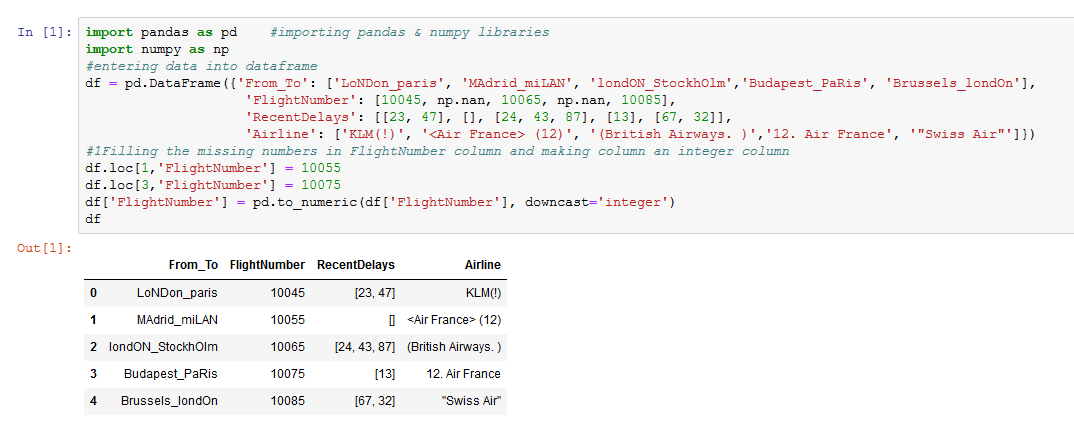 In [1]: import pandas as pd    #importing pandas & numpy libraries
import numpy as np
#entering data into dataframe
df = pd.DataFrame({'From_To': ['LoNDon_paris', 'MAdrid_miLAN', 'londON_StockhOlm','Budapest_PaRis', 'Brussels_londOn'],
'FlightNumber': [10045, np.nan, 10065, np.nan, 10085],
'RecentDelays': [[23, 47], [], [24, 43, 87], [13], [67, 32]],
'Airline': ['KLM(!)', '<Air France> (12)', '(British Airways. )','12. Air France', '"Swiss Air"']})
#1Filling the missing numbers in FlightNumber column and making column an integer column
df.loc[1,'FlightNumber'] = 10055
df.loc[3,'FlightNumber'] = 10075
df['FlightNumber'] = pd.to_numeric(df['FlightNumber'], downcast='integer')
df
Out[1]:
From_To FlightNumber RecentDelays Airline
0 LoNDon_paris 10045 [23, 47] KLM(!)
1 MAdrid_miLAN 10055 [] <Air France> (12)
2 londON_StockhOlm 10065 [24, 43, 87] (British Airways. )
3 Budapest_PaRis 10075 [13] 12. Air France
4 Brussels_londOn 10085 [67, 32] "Swiss Air"